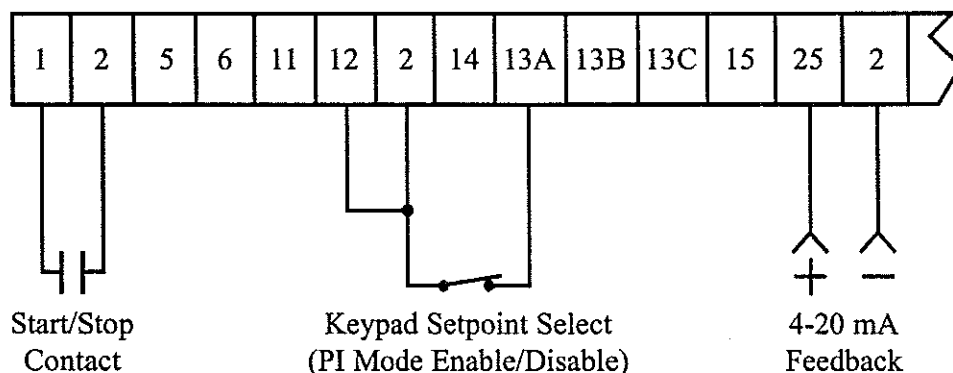 1 2 5 6 11 12 2 14 13A 13B 13C 15 25 2
+ −
Start/Stop Keypad Setpoint Select 4-20 mA
Contact (PI Mode Enable/Disable) Feedback